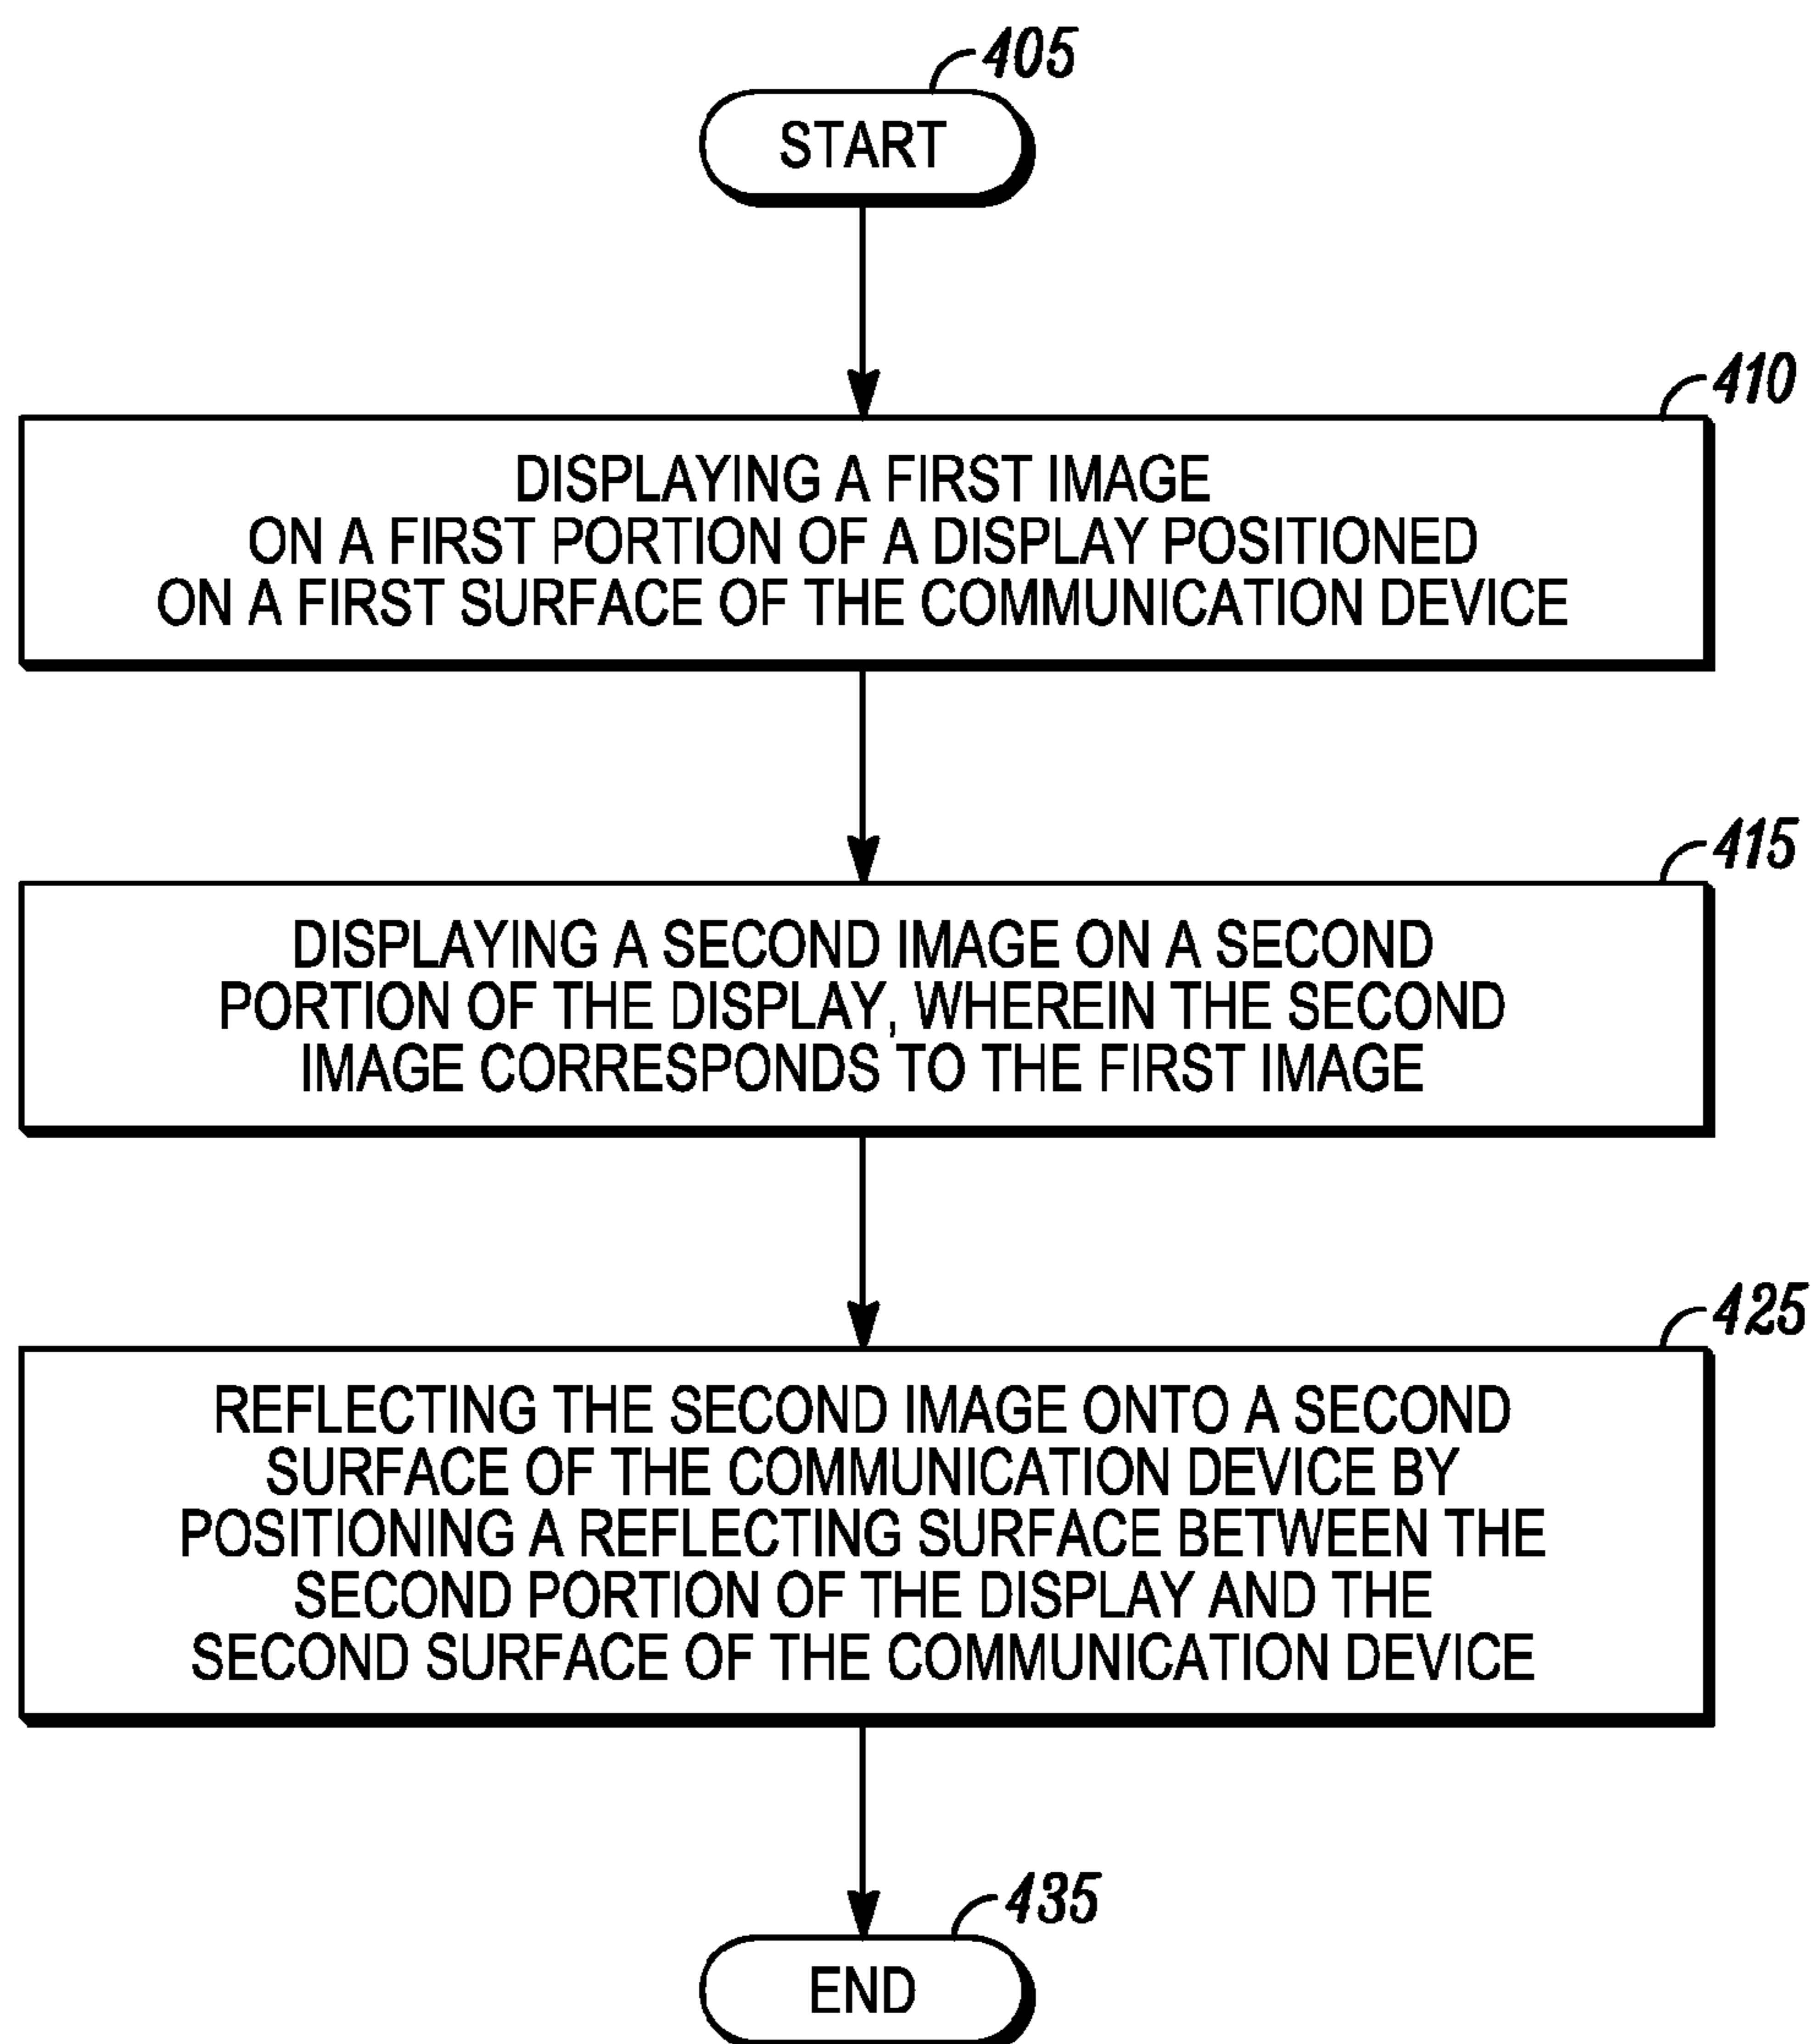 405
START
410
DISPLAYING A FIRST IMAGE
ON A FIRST PORTION OF A DISPLAY POSITIONED
ON A FIRST SURFACE OF THE COMMUNICATION DEVICE
415
DISPLAYING A SECOND IMAGE ON A SECOND
PORTION OF THE DISPLAY, WHEREIN THE SECOND
IMAGE CORRESPONDS TO THE FIRST IMAGE
425
REFLECTING THE SECOND IMAGE ONTO A SECOND
SURFACE OF THE COMMUNICATION DEVICE BY
POSITIONING A REFLECTING SURFACE BETWEEN THE
SECOND PORTION OF THE DISPLAY AND THE
SECOND SURFACE OF THE COMMUNICATION DEVICE
435
END